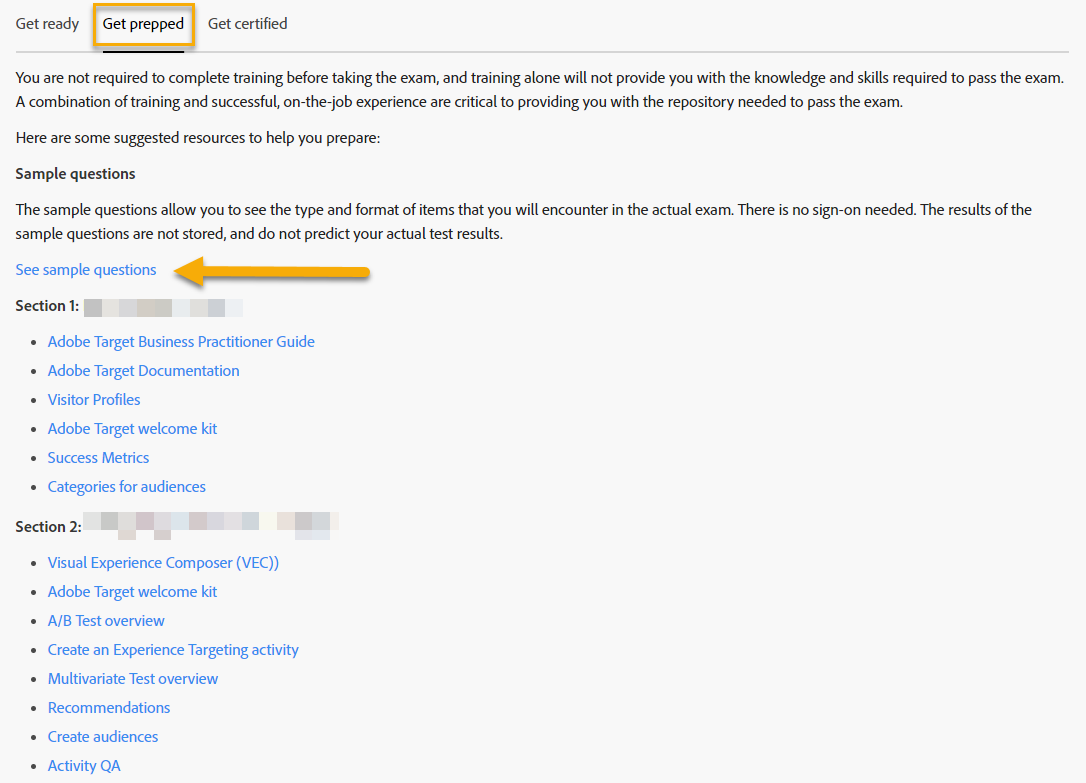 Get ready Get prepped Get certified
You are not required to complete training before taking the exam, and training alone will not provide you with the knowledge and skills required to pass the exam.
A combination of training and successful, on-the-job experience are critical to providing you with the repository needed to pass the exam.
Here are some suggested resources to help you prepare:
Sample questions
The sample questions allow you to see the type and format of items that you will encounter in the actual exam. There is no sign-on needed. The results of the
sample questions are not stored, and do not predict your actual test results.
See sample questions
Section 1:
• Adobe Target Business Practitioner Guide
• Adobe Target Documentation
• Visitor Profiles
• Adobe Target welcome kit
• Success Metrics
• Categories for audiences
Section 2:
• Visual Experience Composer (VEC))
• Adobe Target welcome kit
• A/B Test overview
• Create an Experience Targeting activity
• Multivariate Test overview
• Recommendations
• Create audiences
• Activity QA